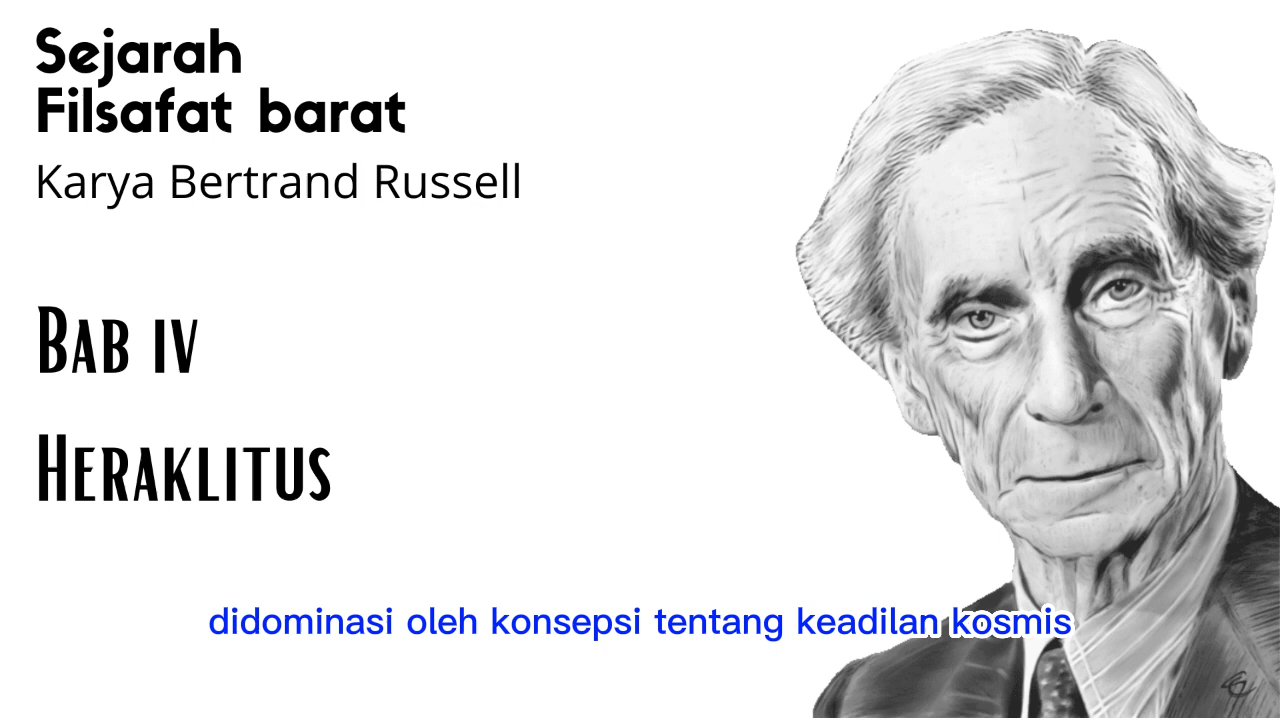 Sejarah
Filsafat barat
Karya Bertrand Russell
Bab iv
Heraklitus
didominasi oleh konsepsi tentang keadilan kosmis